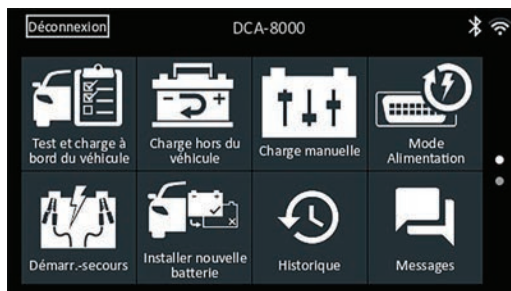 Déconnexion
DCA-8000
Test et charge à
bord du véhicule
Charge hors du
véhicule
Charge manuelle
Mode
Alimentation
Démarr.-secours
Installer nouvelle
batterie
Historique
Messages